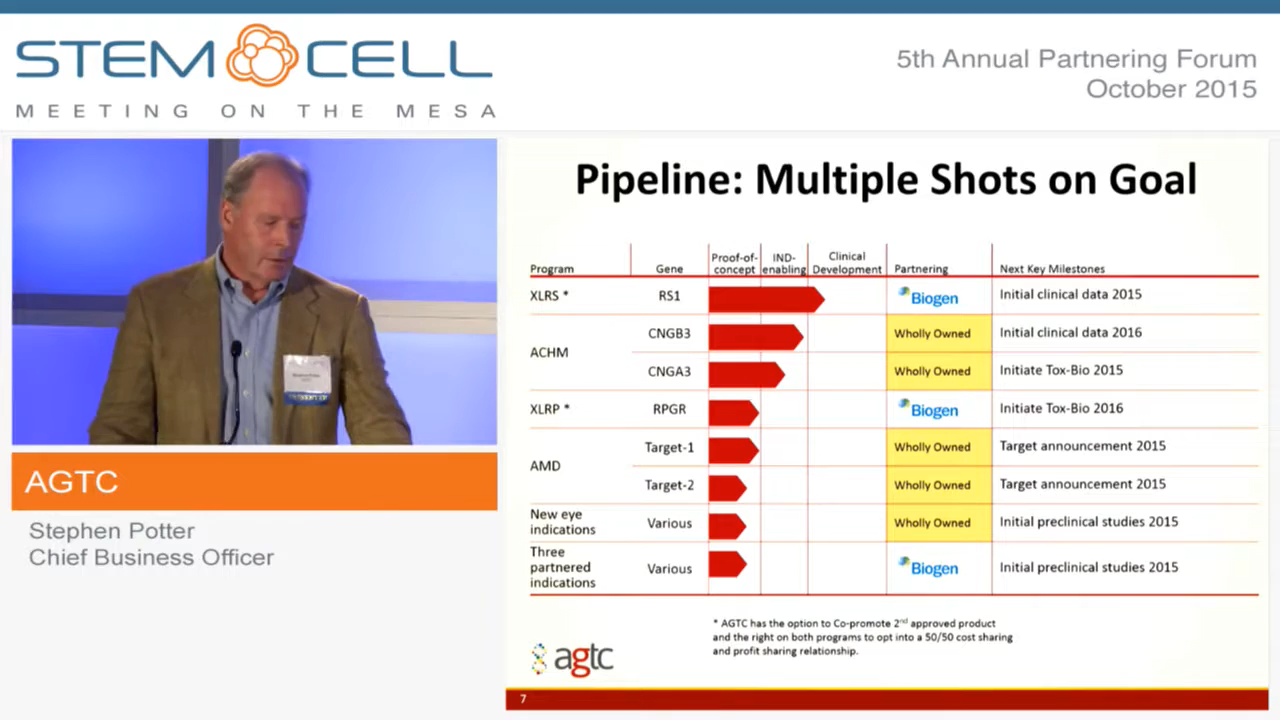 STEM CELL
MEETING ON THE MESA
5th Annual Partnering Forum
October 2015
AGTC
Stephen Potter
Chief Business Officer
Pipeline: Multiple Shots on Goal
Program Gene Proof-of-concept IND-enabling Clinical Development Partnering Next Key Milestones
XLRS * RS1 Biogen Initial clinical data 2015
ACHM CNGB3 Wholly Owned Initial clinical data 2016
CNGA3 Wholly Owned Initiate Tox-Bio 2015
XLRP * RPGR Biogen Initiate Tox-Bio 2016
AMD Target-1 Wholly Owned Target announcement 2015
Target-2 Wholly Owned Target announcement 2015
New eye indications Various Wholly Owned Initial preclinical studies 2015
Three partnered indications Various Biogen Initial preclinical studies 2015
* AGTC has the option to Co-promote 2nd approved product
and the right on both programs to opt into a 50/50 cost sharing
and profit sharing relationship.
agtc
7